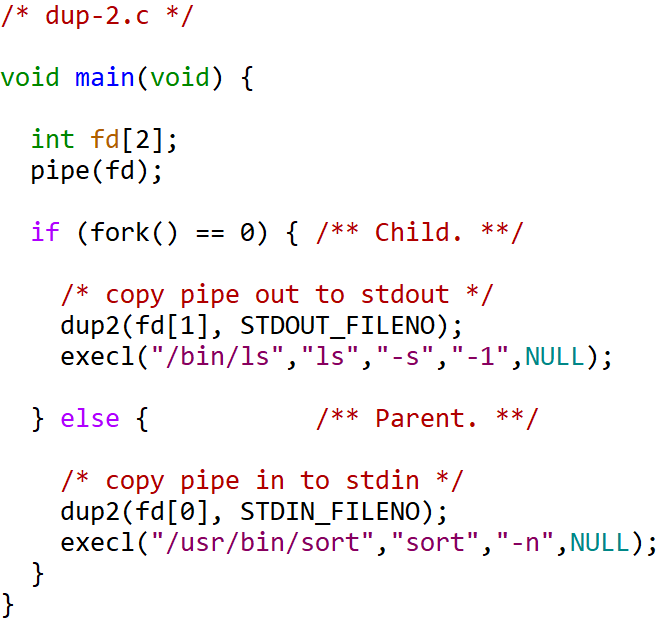 /* dup-2.c */
void main(void) {
int fd[2];
pipe(fd);
if (fork() == 0) { /** Child. **/
/* copy pipe out to stdout */
dup2(fd[1], STDOUT_FILENO);
execl("/bin/ls","ls","-s","-1",NULL);
} else { /** Parent. **/
/* copy pipe in to stdin */
dup2(fd[0], STDIN_FILENO);
execl("/usr/bin/sort","sort","-n",NULL);
}
}